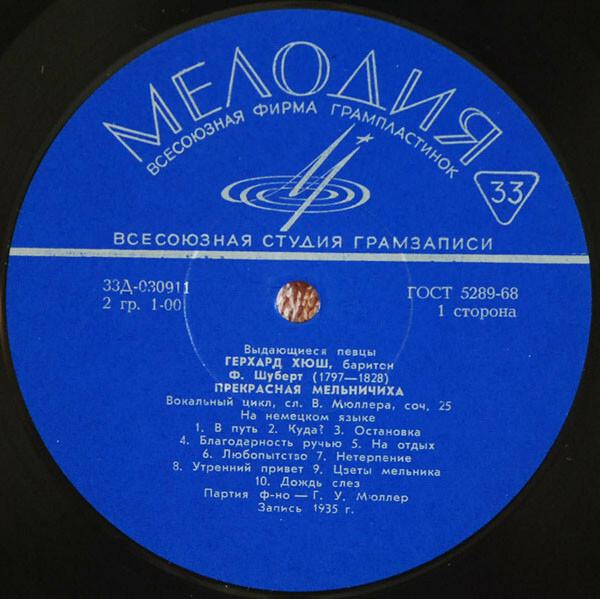 МЕЛОДИЯ
ВСЕСОЮЗНАЯ ФИРМА ГРАМПЛАСТИНОК
33
ВСЕСОЮЗНАЯ СТУДИЯ ГРАМЗАПИСИ
33Д-030911
2 гр. 1-00
ГОСТ 5289-68
1 сторона
Выдающиеся певцы
ГЕРХАРД ХЮШ, баритон
Ф. Шуберт (1797—1828)
ПРЕКРАСНАЯ МЕЛЬНИЧИХА
Вокальный цикл, сл. В. Мюллера, соч. 25
На немецком языке
1. В путь 2. Куда? 3. Остановка
4. Благодарность ручью 5. На отдых
6. Любопытство 7. Нетерпение
8. Утренний привет 9. Цветы мельника
10. Дождь слез
Партия ф-но — Г. У. Мюллер
Запись 1935 г.